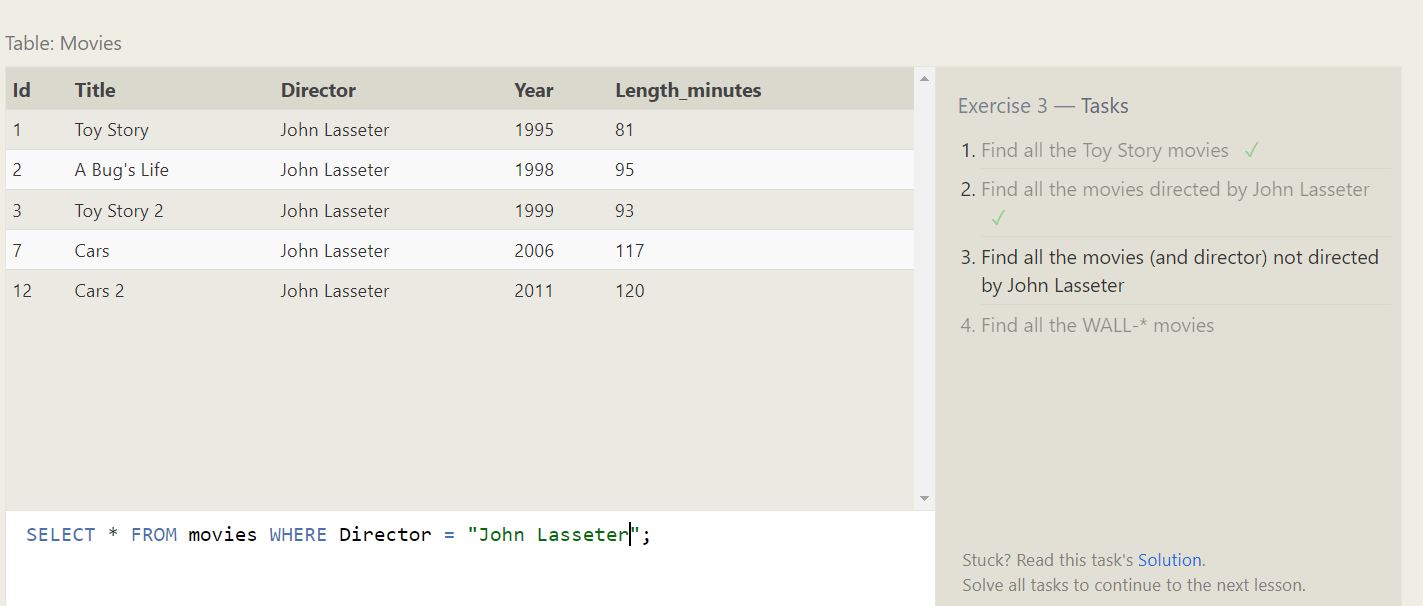 Table: Movies
Id Title Director Year Length_minutes
1 Toy Story John Lasseter 1995 81
2 A Bug's Life John Lasseter 1998 95
3 Toy Story 2 John Lasseter 1999 93
7 Cars John Lasseter 2006 117
12 Cars 2 John Lasseter 2011 120
SELECT * FROM movies WHERE Director = "John Lasseter";
Exercise 3 — Tasks
1. Find all the Toy Story movies ✓
2. Find all the movies directed by John Lasseter
✓
3. Find all the movies (and director) not directed
by John Lasseter
4. Find all the WALL-* movies
Stuck? Read this task's Solution.
Solve all tasks to continue to the next lesson.